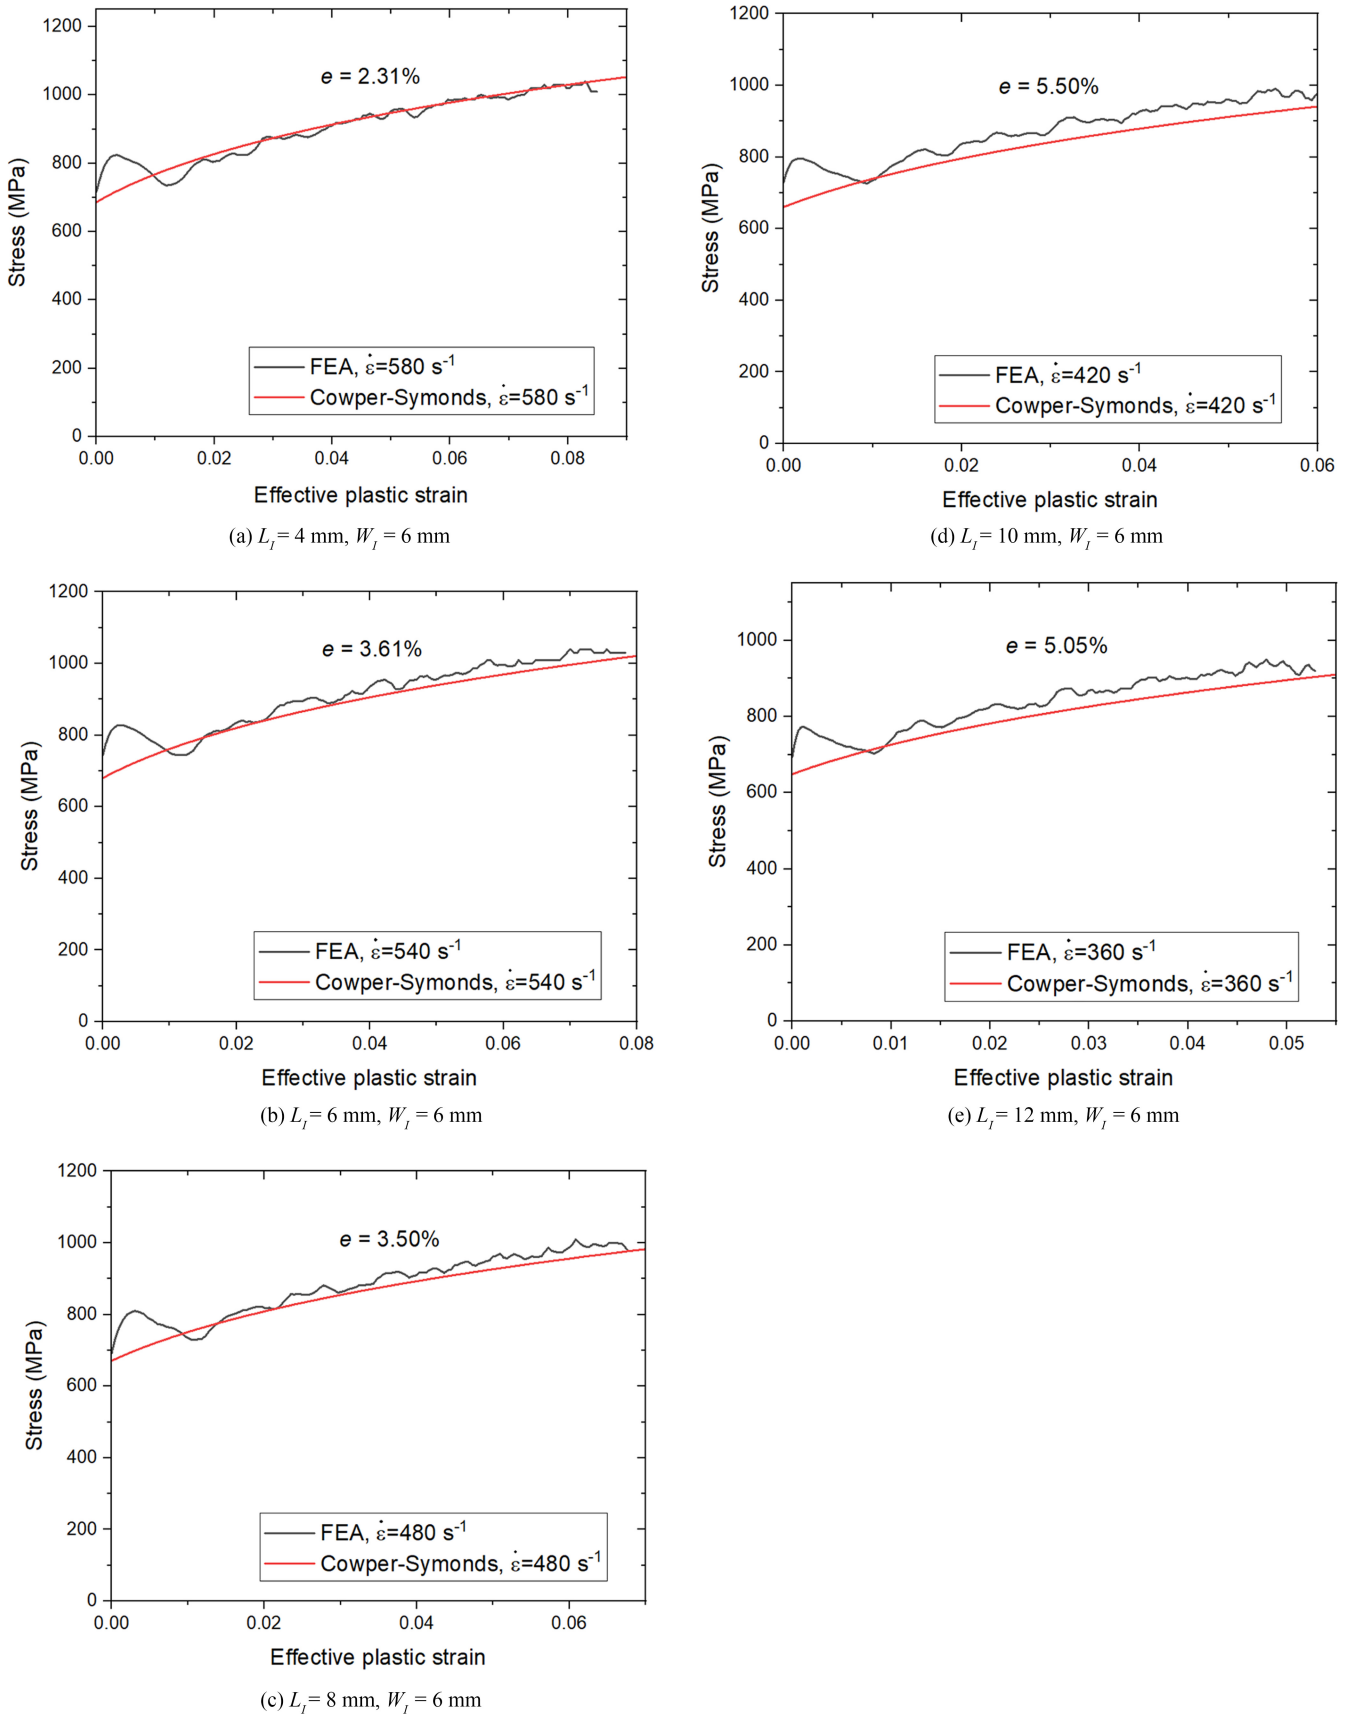 1200
1000
800
600
400
200
0
Stress (MPa)
e = 2.31%
FEA, ε̇=580 s-1
Cowper-Symonds, ε̇=580 s-1
0.00 0.02 0.04 0.06 0.08
Effective plastic strain
(a) LI = 4 mm, WI = 6 mm
1200
1000
800
600
400
200
0
Stress (MPa)
e = 5.50%
FEA, ε̇=420 s-1
Cowper-Symonds, ε̇=420 s-1
0.00 0.02 0.04 0.06
Effective plastic strain
(d) LI = 10 mm, WI = 6 mm
1200
1000
800
600
400
200
0
Stress (MPa)
e = 3.61%
FEA, ε̇=540 s-1
Cowper-Symonds, ε̇=540 s-1
0.00 0.02 0.04 0.06 0.08
Effective plastic strain
(b) LI = 6 mm, WI = 6 mm
1000
800
600
400
200
0
Stress (MPa)
e = 5.05%
FEA, ε̇=360 s-1
Cowper-Symonds, ε̇=360 s-1
0.00 0.01 0.02 0.03 0.04 0.05
Effective plastic strain
(e) LI = 12 mm, WI = 6 mm
1200
1000
800
600
400
200
0
Stress (MPa)
e = 3.50%
FEA, ε̇=480 s-1
Cowper-Symonds, ε̇=480 s-1
0.00 0.02 0.04 0.06
Effective plastic strain
(c) LI = 8 mm, WI = 6 mm